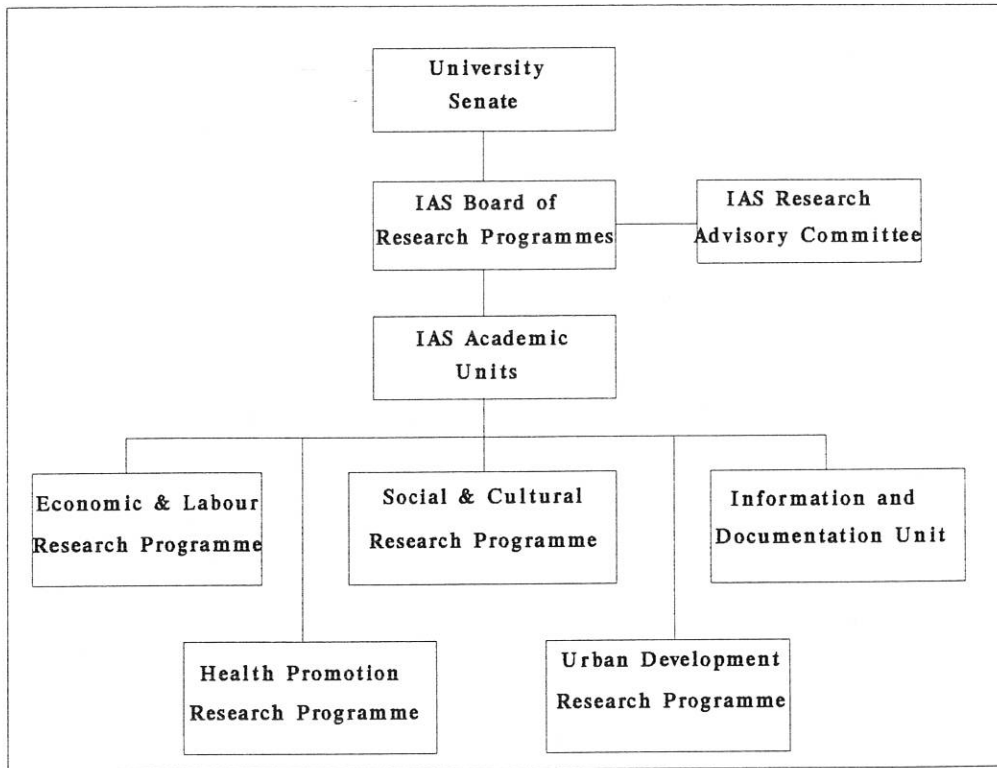 University
Senate
IAS Board of
Research Programmes
IAS Research
Advisory Committee
IAS Academic
Units
Economic & Labour
Research Programme
Social & Cultural
Research Programme
Information and
Documentation Unit
Health Promotion
Research Programme
Urban Development
Research Programme